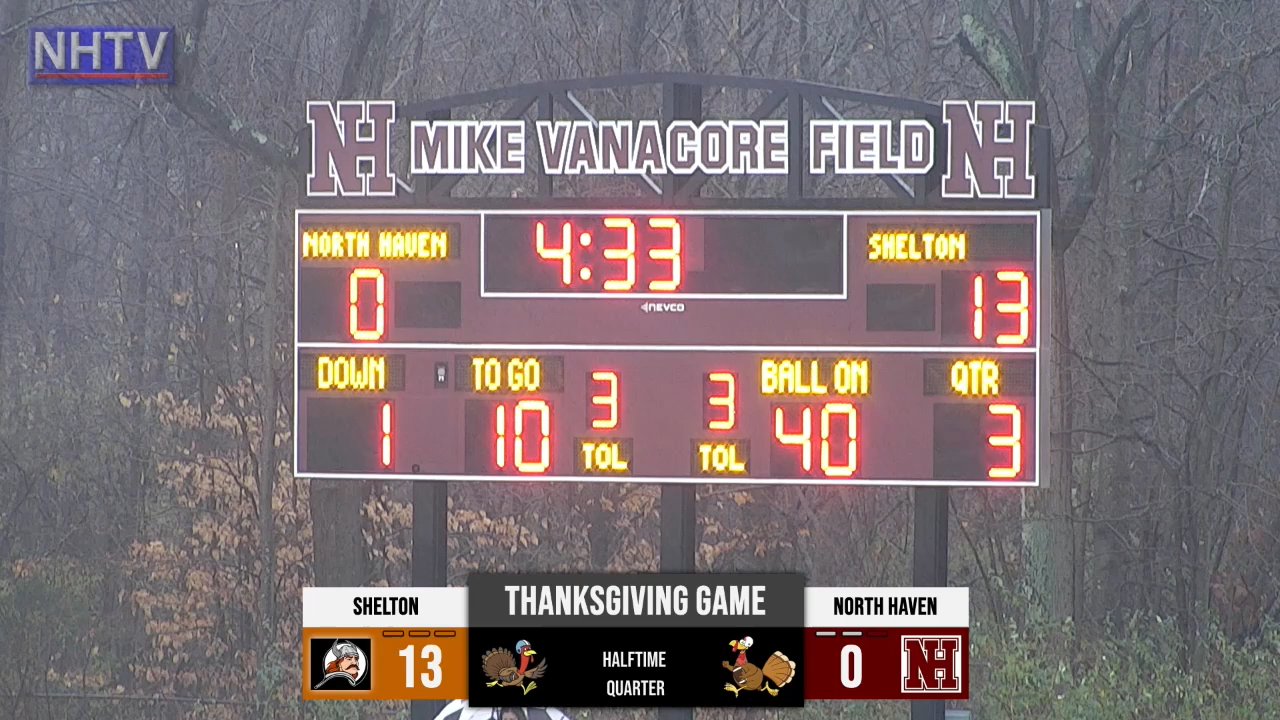 NHTV
NH MIKE VANACORE FIELD NH
NORTH HAVEN 4:33 SHELTON
0 13
NEVCO
DOWN TO GO 3 3 BALL ON QTR
1 10 TOL TOL 40 3
SHELTON THANKSGIVING GAME NORTH HAVEN
13 HALFTIME 0 NH
QUARTER